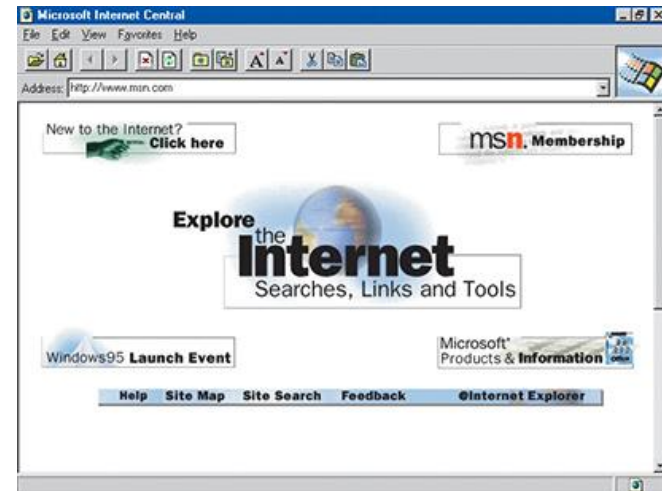 Microsoft Internet Central
File Edit View Favorites Help
Address: http://www.msn.com
New to the Internet?
Click here
msn. Membership
Explore
the
Internet
Searches, Links and Tools
Windows95 Launch Event
Microsoft®
Products & Information
Help Site Map Site Search Feedback @Internet Explorer